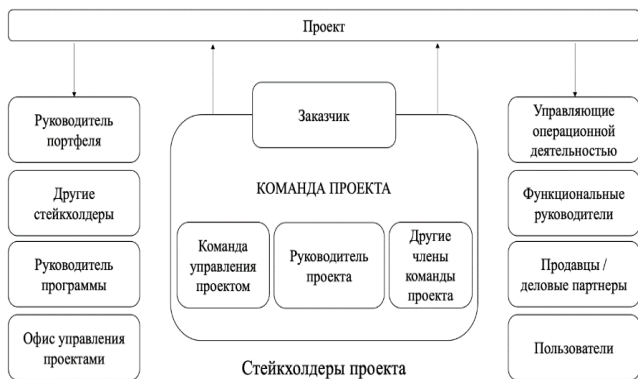 Проект
Руководитель
портфеля
Другие
стейкхолдеры
Руководитель
программы
Офис управления
проектами
Заказчик
КОМАНДА ПРОЕКТА
Команда
управления
проектом
Руководитель
проекта
Другие
члены
команды
проекта
Управляющие
операционной
деятельностью
Функциональные
руководители
Продавцы /
деловые партнеры
Пользователи
Стейкхолдеры проекта